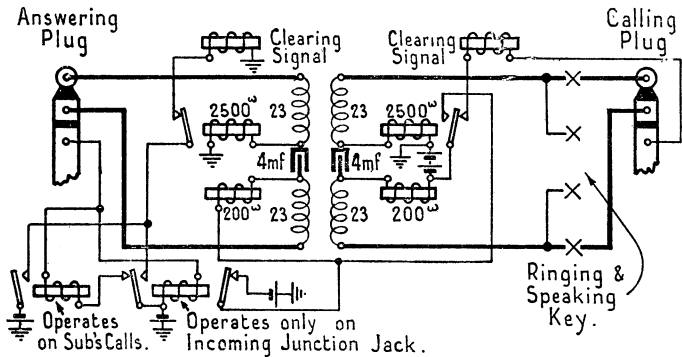 Answering
Plug
Clearing
Signal
Clearing
Signal
Calling
Plug
2500ω
23
23
2500ω
4mf
4mf
200ω
23
23
200ω
Ringing &
Speaking
Key.
Operates
on Sub's Calls.
Operates only on
Incoming Junction Jack.